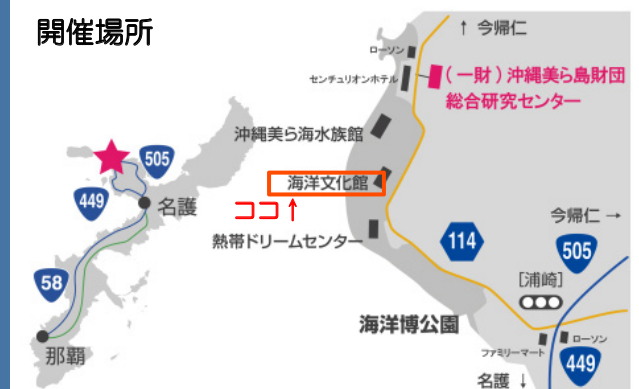 開催場所
505
449
名護
58
那覇
↑ 今帰仁
ローソン
センチュリオンホテル
(一財)沖縄美ら島財団
総合研究センター
沖縄美ら海水族館
海洋文化館
ココ↑
熱帯ドリームセンター
114
今帰仁 →
505
[浦崎]
海洋博公園
ファミリーマート
ローソン
449
名護 ↓